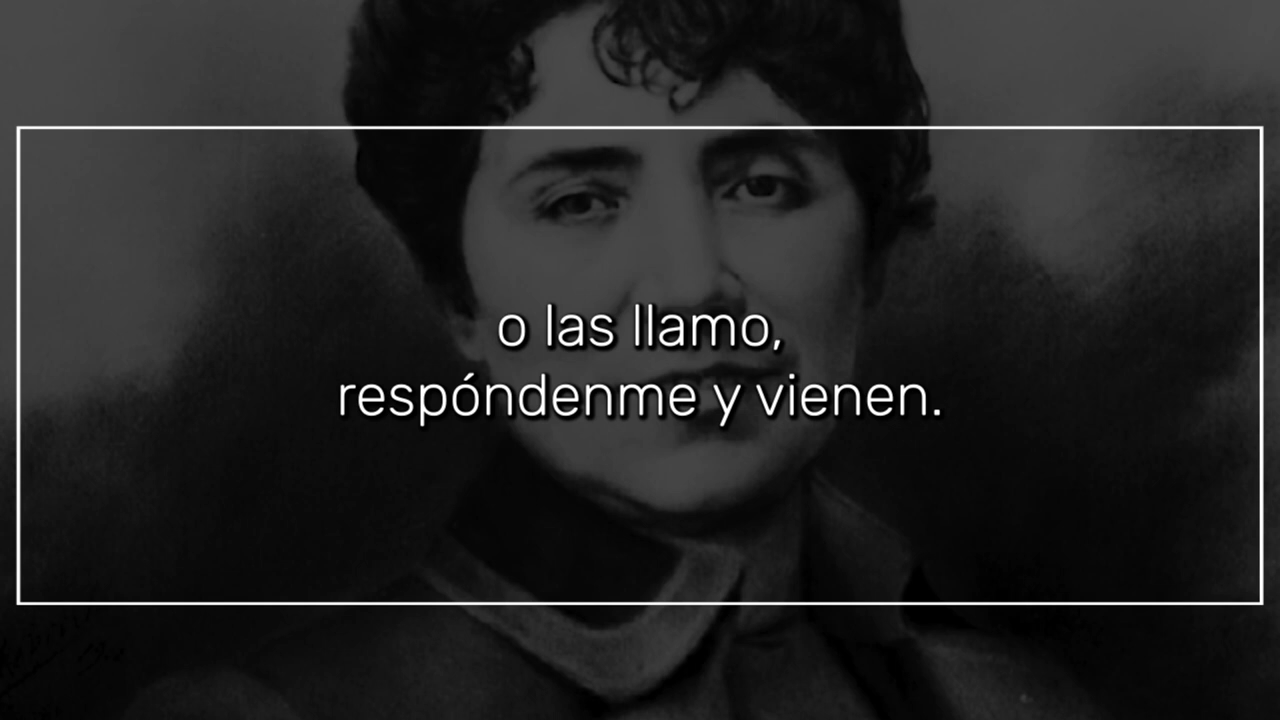 o las llamo,
respóndenme y vienen.